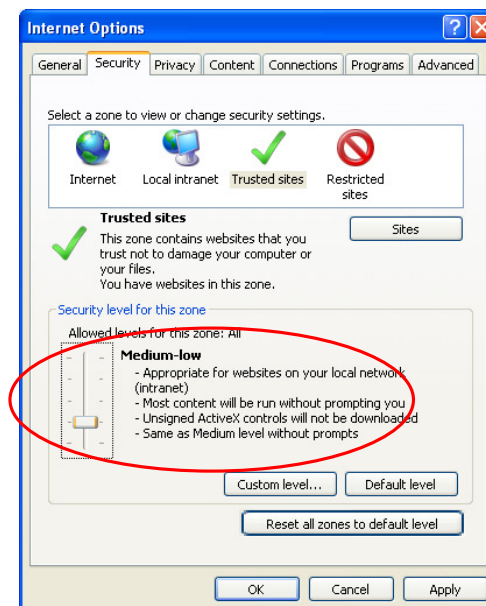 Internet Options
General Security Privacy Content Connections Programs Advanced
Select a zone to view or change security settings.
Internet Local intranet Trusted sites Restricted
sites
Trusted sites
Sites
This zone contains websites that you
trust not to damage your computer or
your files.
You have websites in this zone.
Security level for this zone
Allowed levels for this zone: All
Medium-low
- Appropriate for websites on your local network
(intranet)
- Most content will be run without prompting you
- Unsigned ActiveX controls will not be downloaded
- Same as Medium level without prompts
Custom level... Default level
Reset all zones to default level
OK Cancel Apply